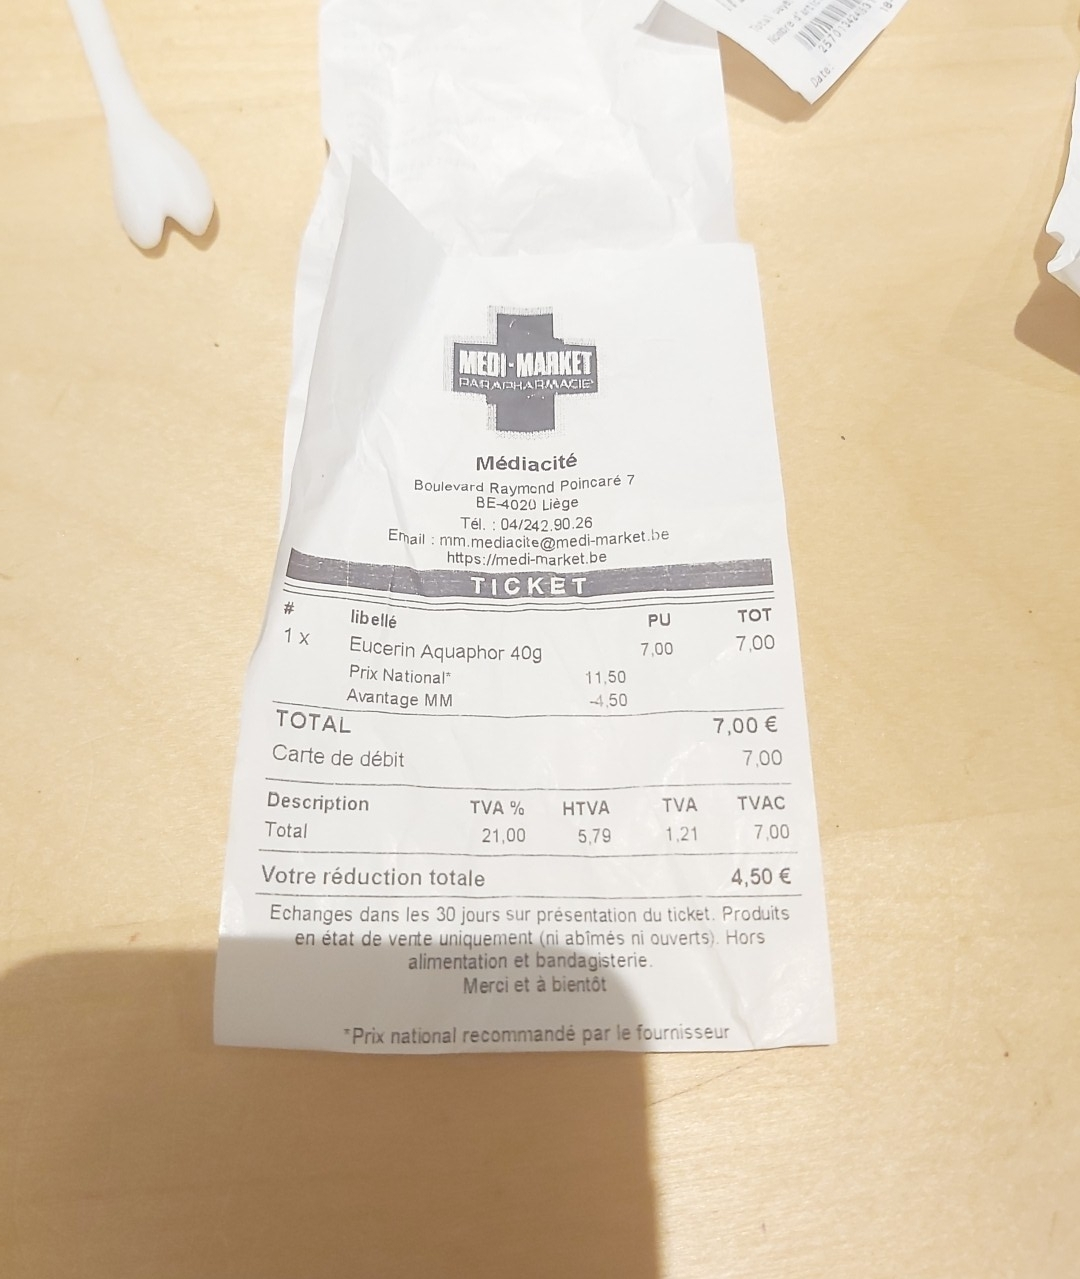 MEDI-MARKET
PARAPHARMACIE
Médiacité
Boulevard Raymond Poincaré 7
BE-4020 Liège
Tél. : 04/242.90.26
Email : mm.mediacite@medi-market.be
https://medi-market.be
TICKET
# libellé PU TOT
1 x Eucerin Aquaphor 40g 7,00 7,00
Prix National* 11,50
Avantage MM -4,50
TOTAL 7,00 €
Carte de débit 7,00
Description TVA % HTVA TVA TVAC
Total 21,00 5,79 1,21 7,00
Votre réduction totale 4,50 €
Echanges dans les 30 jours sur présentation du ticket. Produits
en état de vente uniquement (ni abîmés ni ouverts). Hors
alimentation et bandagisterie.
Merci et à bientôt
*Prix national recommandé par le fournisseur
Total
Nombre d'
Date: